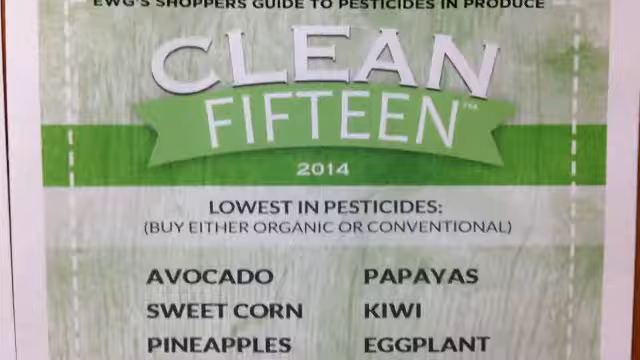 EWG'S SHOPPERS GUIDE TO PESTICIDES IN PRODUCE
CLEAN
FIFTEEN™
2014
LOWEST IN PESTICIDES:
(BUY EITHER ORGANIC OR CONVENTIONAL)
AVOCADO PAPAYAS
SWEET CORN KIWI
PINEAPPLES EGGPLANT